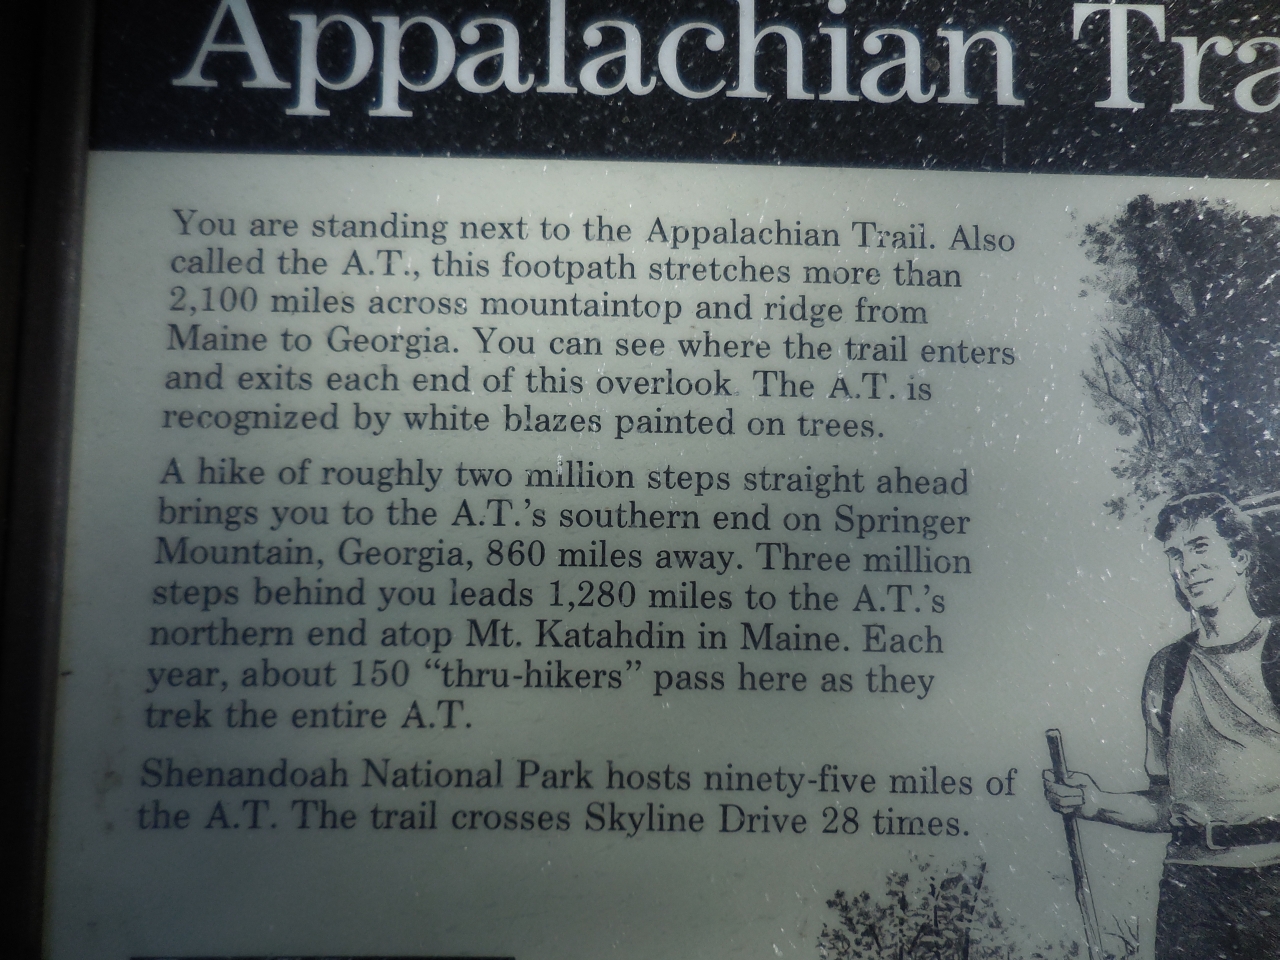 Appalachian Tra
You are standing next to the Appalachian Trail. Also
called the A.T., this footpath stretches more than
2,100 miles across mountaintop and ridge from
Maine to Georgia. You can see where the trail enters
and exits each end of this overlook. The A.T. is
recognized by white blazes painted on trees.
A hike of roughly two million steps straight ahead
brings you to the A.T.'s southern end on Springer
Mountain, Georgia, 860 miles away. Three million
steps behind you leads 1,280 miles to the A.T.'s
northern end atop Mt. Katahdin in Maine. Each
year, about 150 “thru-hikers” pass here as they
trek the entire A.T.
Shenandoah National Park hosts ninety-five miles of
the A.T. The trail crosses Skyline Drive 28 times.